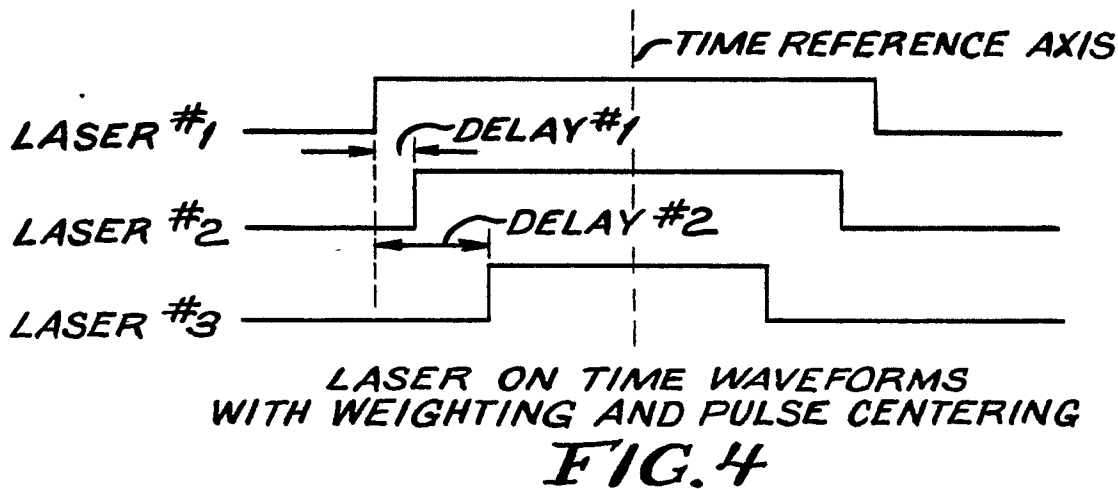 TIME REFERENCE AXIS
LASER #1
DELAY #1
LASER #2
DELAY #2
LASER #3
LASER ON TIME WAVEFORMS
WITH WEIGHTING AND PULSE CENTERING
FIG. 4